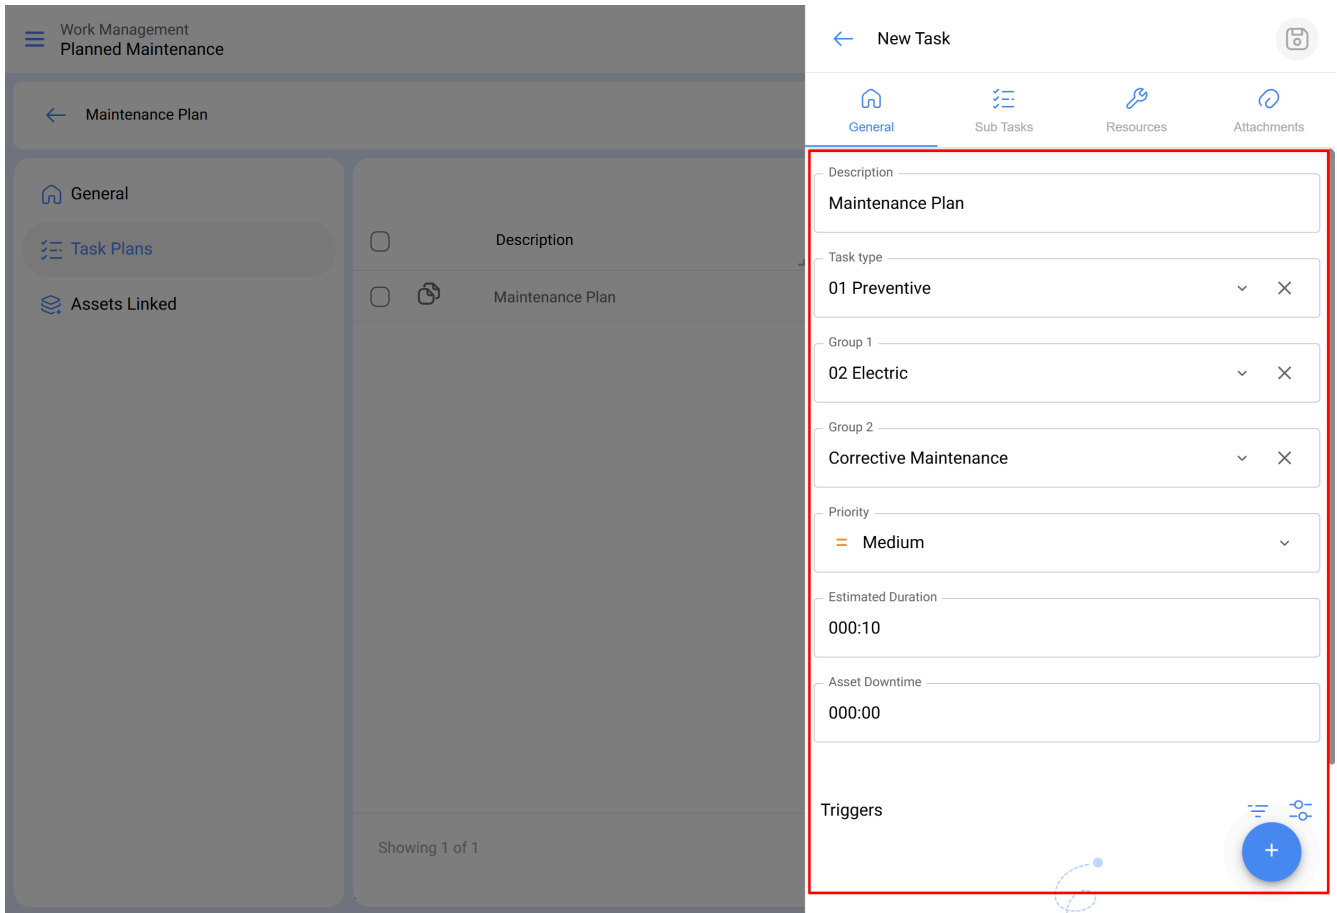 Work Management
Planned Maintenance
Maintenance Plan
General
Task Plans
Assets Linked
Description
Maintenance Plan
Showing 1 of 1
New Task
General
Sub Tasks
Resources
Attachments
Description
Maintenance Plan
Task type
01 Preventive
Group 1
02 Electric
Group 2
Corrective Maintenance
Priority
Medium
Estimated Duration
000:10
Asset Downtime
000:00
Triggers